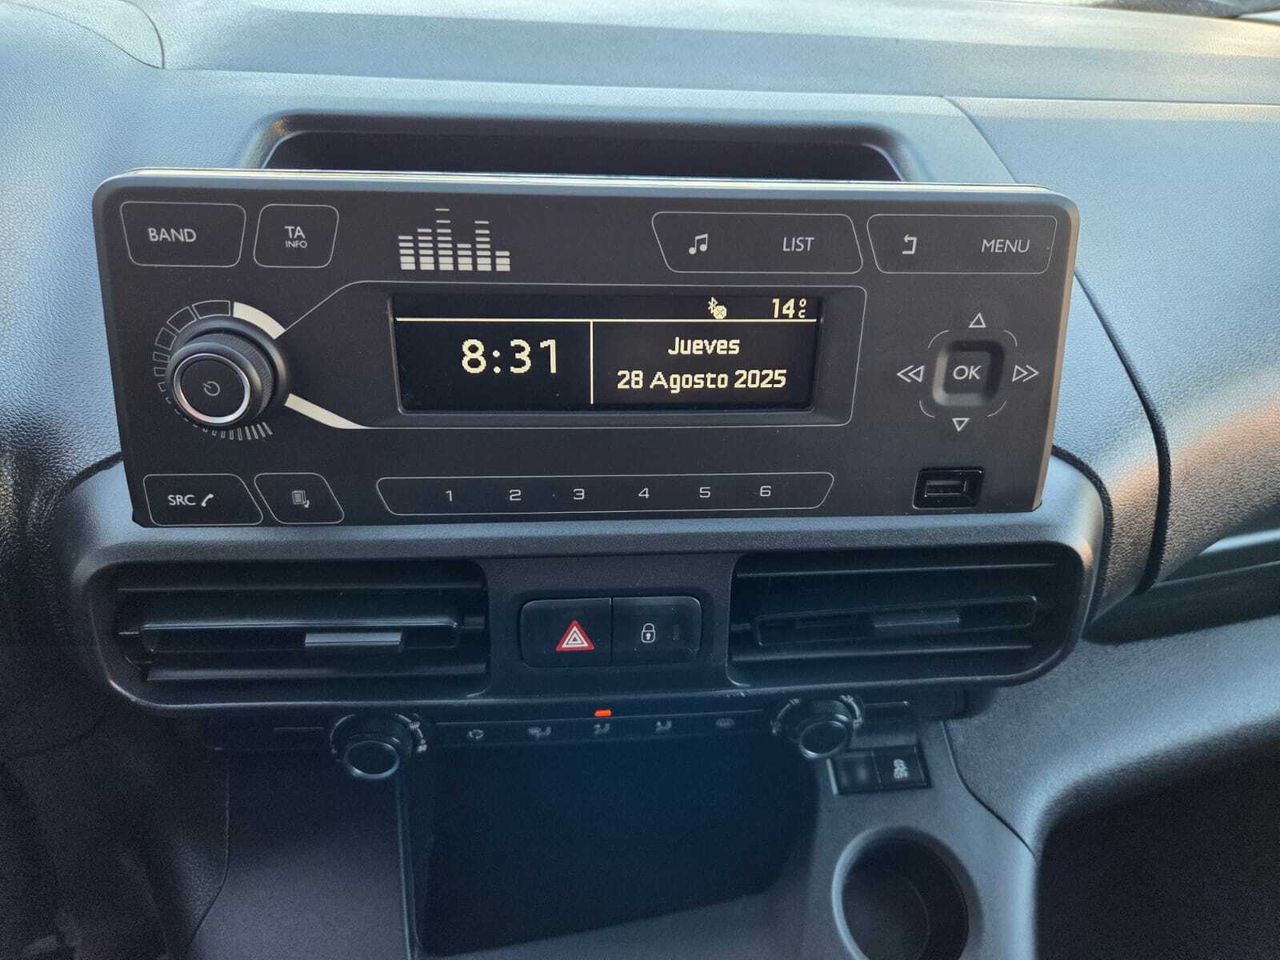 BAND
TA
INFO
LIST
MENU
14°C
8:31
Jueves
28 Agosto 2025
OK
SRC
1 2 3 4 5 6